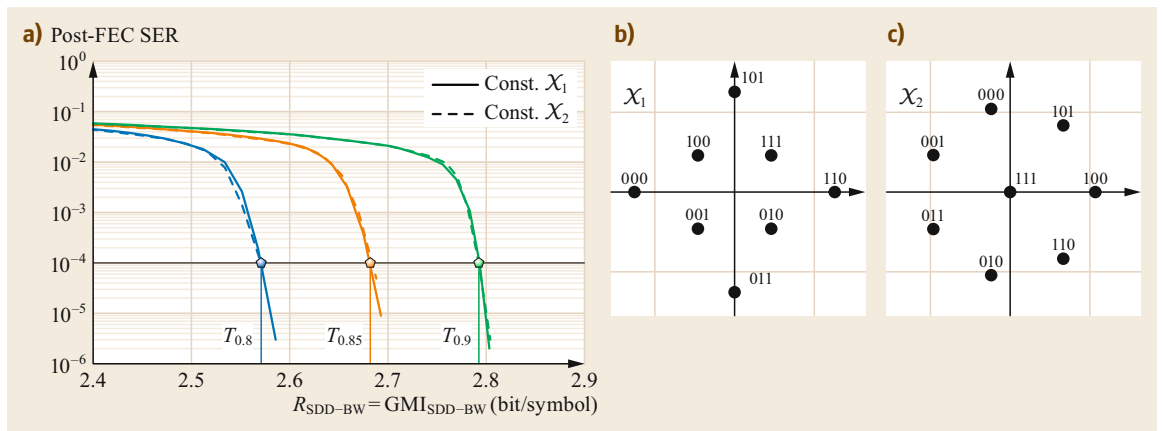 a) Post-FEC SER
10⁰
10⁻¹
10⁻²
10⁻³
10⁻⁴
10⁻⁵
10⁻⁶
Const. 𝒳₁
Const. 𝒳₂
T₀.₈
T₀.₈₅
T₀.₉
2.4 2.5 2.6 2.7 2.8 2.9
R_SDD–BW = GMI_SDD–BW (bit/symbol)
b)
𝒳₁
101
100 111
000 110
001 010
011
c)
𝒳₂
000
101
001
111 100
011
110
010